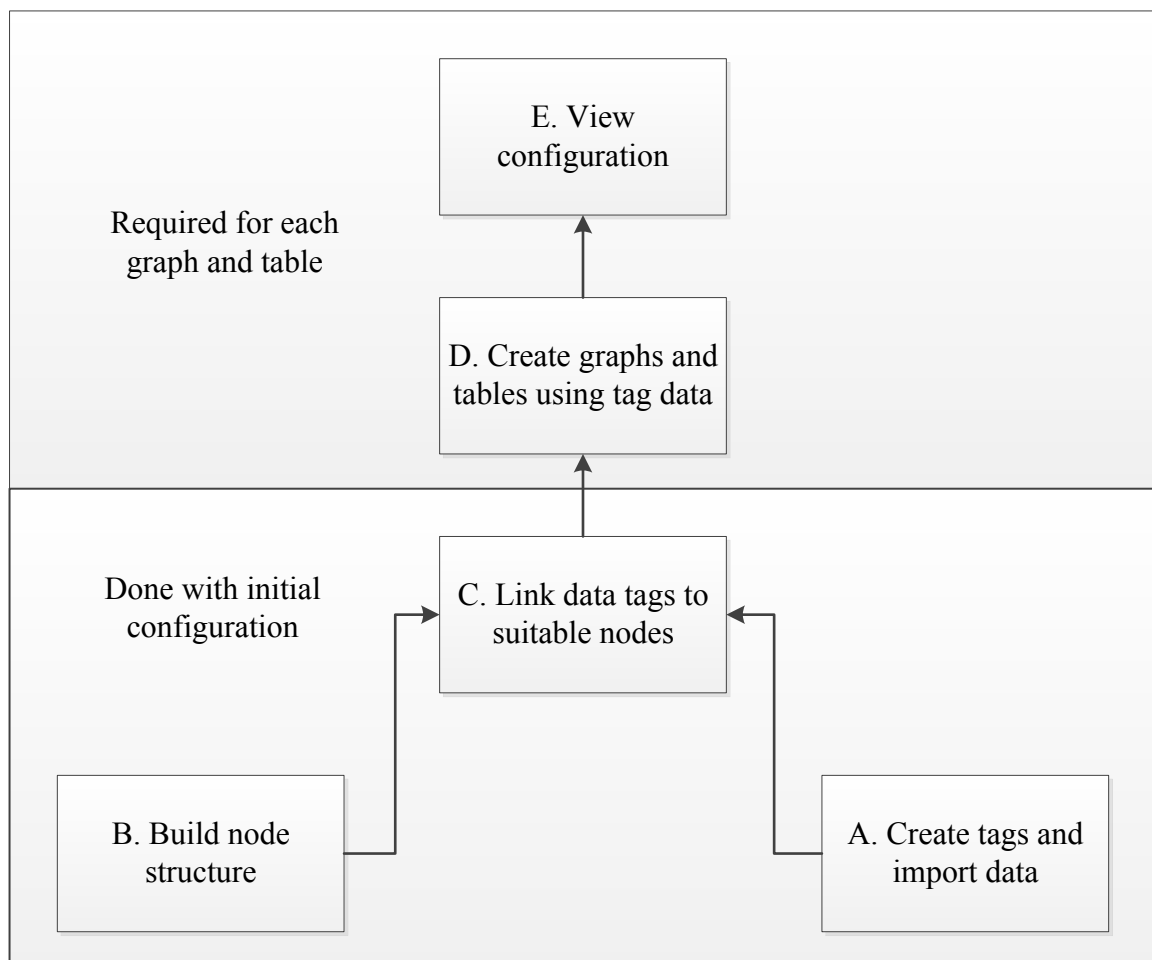 E. View
configuration
Required for each
graph and table
D. Create graphs and
tables using tag data
Done with initial
configuration
C. Link data tags to
suitable nodes
B. Build node
structure
A. Create tags and
import data